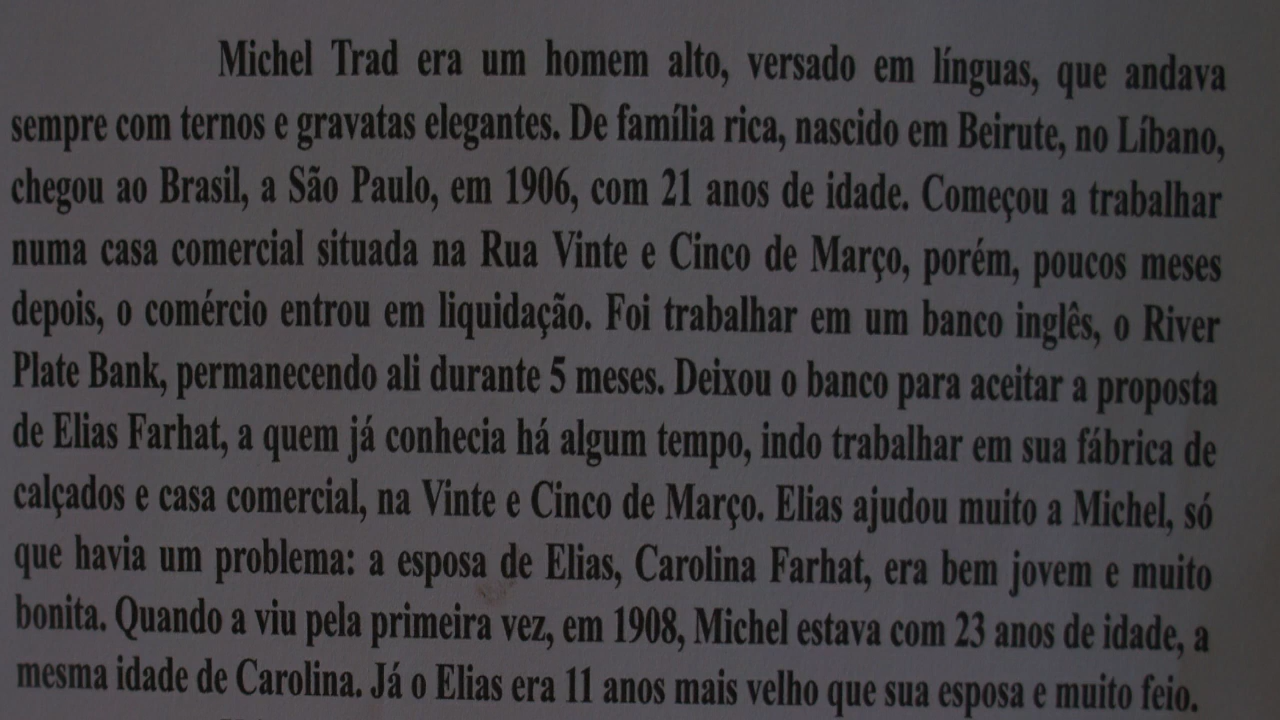 Michel Trad era um homem alto, versado em línguas, que andava
sempre com ternos e gravatas elegantes. De família rica, nascido em Beirute, no Líbano,
chegou ao Brasil, a São Paulo, em 1906, com 21 anos de idade. Começou a trabalhar
numa casa comercial situada na Rua Vinte e Cinco de Março, porém, poucos meses
depois, o comércio entrou em liquidação. Foi trabalhar em um banco inglês, o River
Plate Bank, permanecendo ali durante 5 meses. Deixou o banco para aceitar a proposta
de Elias Farhat, a quem já conhecia há algum tempo, indo trabalhar em sua fábrica de
calçados e casa comercial, na Vinte e Cinco de Março. Elias ajudou muito a Michel, só
que havia um problema: a esposa de Elias, Carolina Farhat, era bem jovem e muito
bonita. Quando a viu pela primeira vez, em 1908, Michel estava com 23 anos de idade, a
mesma idade de Carolina. Já o Elias era 11 anos mais velho que sua esposa e muito feio.